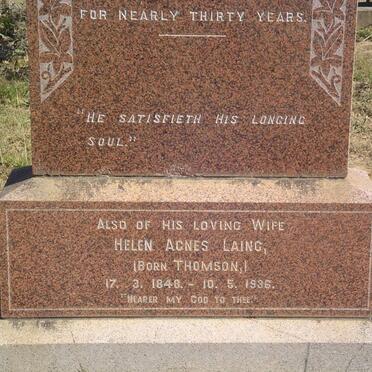 FOR NEARLY THIRTY YEARS.
"HE SATISFIETH HIS LONGING
SOUL."
ALSO OF HIS LOVING WIFE
HELEN AGNES LAING,
(BORN THOMSON,)
17. 3. 1848. – 10. 5. 1936.
"NEARER MY GOD TO THEE."